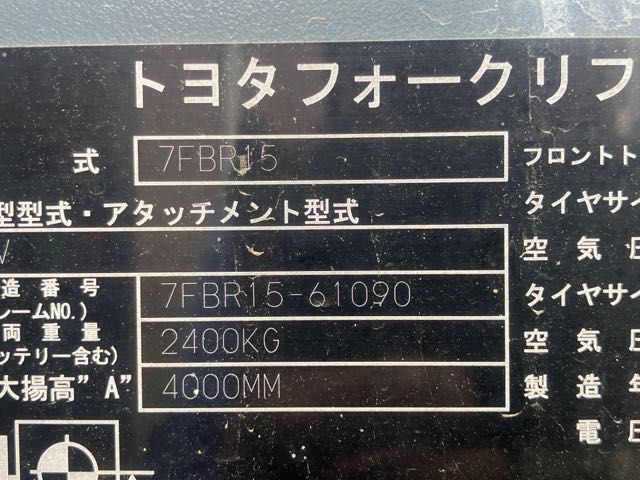 トヨタフォークリフ
式 7FBR15 フロントト
型型式・アタッチメント型式 タイヤサイ
V 空気圧
造番号 7FBR15-61090 タイヤサイ
レームNO.)
両重量 2400KG 空気圧
ッテリー含む)
大揚高"A" 4000MM 製造年
電圧